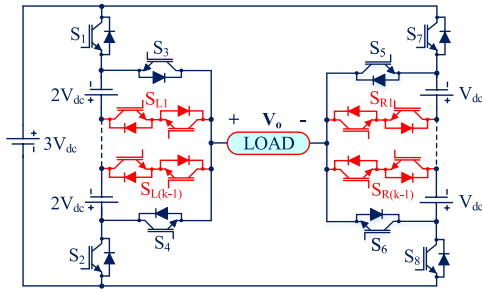 S1
S3
S5
S7
2Vdc
SL1
SR1
Vdc
+ Vo -
3Vdc
LOAD
2Vdc
SL(k-1)
SR(k-1)
Vdc
S4
S6
S2
S8